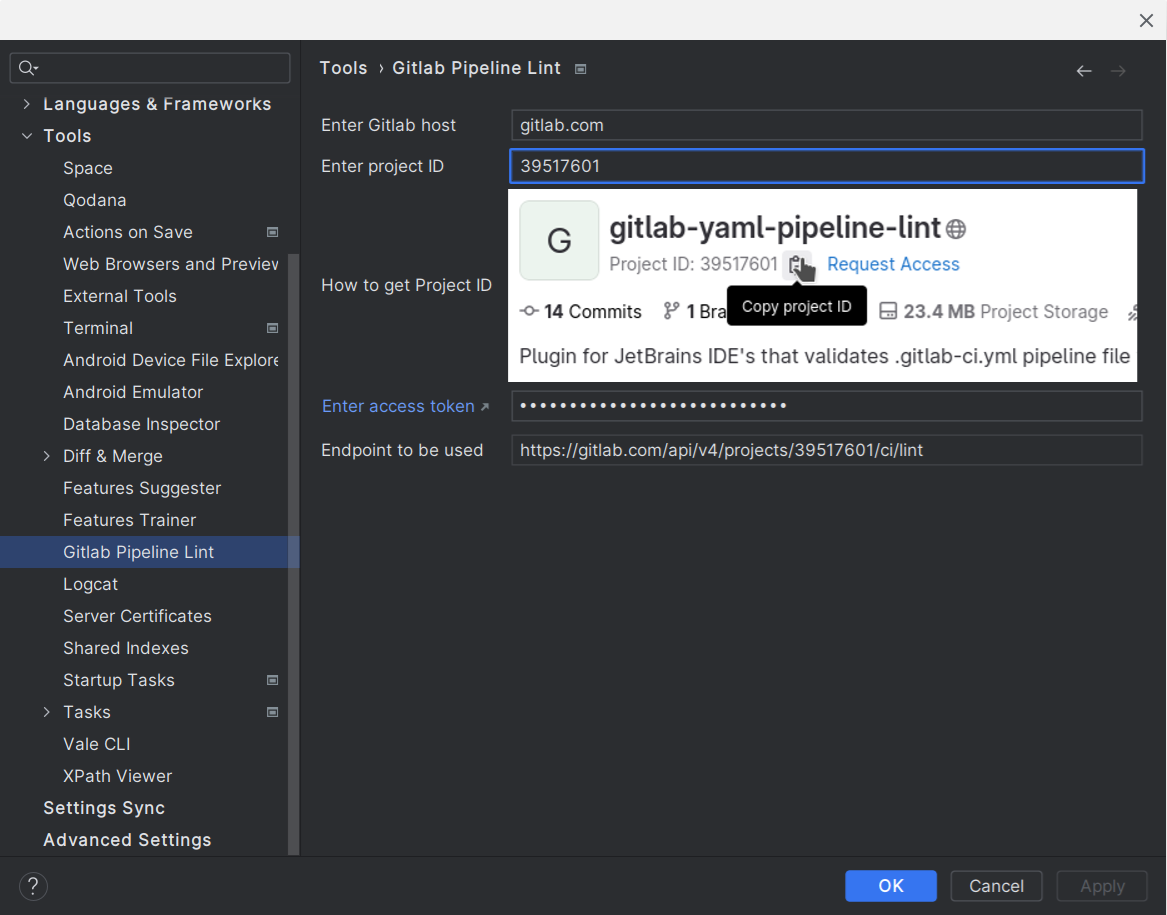 Languages & Frameworks
Tools
Space
Qodana
Actions on Save
Web Browsers and Preview
External Tools
Terminal
Android Device File Explore
Android Emulator
Database Inspector
Diff & Merge
Features Suggester
Features Trainer
Gitlab Pipeline Lint
Logcat
Server Certificates
Shared Indexes
Startup Tasks
Tasks
Vale CLI
XPath Viewer
Settings Sync
Advanced Settings
Tools › Gitlab Pipeline Lint
Enter Gitlab host gitlab.com
Enter project ID 39517601
How to get Project ID
G
gitlab-yaml-pipeline-lint
Project ID: 39517601 Request Access
Copy project ID
14 Commits 1 Bra 23.4 MB Project Storage
Plugin for JetBrains IDE's that validates .gitlab-ci.yml pipeline file
Enter access token ↗ •••••••••••••••••••••••••••
Endpoint to be used https://gitlab.com/api/v4/projects/39517601/ci/lint
? OK Cancel Apply